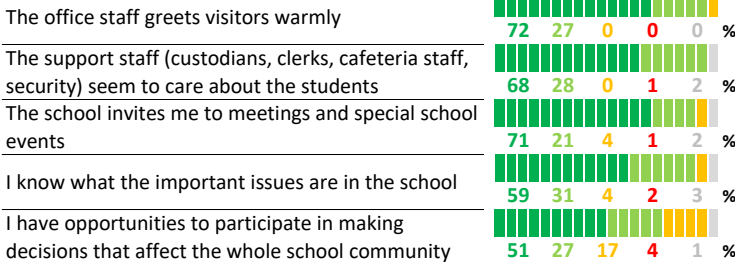 The office staff greets visitors warmly
72 27 0 0 0 %
The support staff (custodians, clerks, cafeteria staff,
security) seem to care about the students
68 28 0 1 2 %
The school invites me to meetings and special school
events
71 21 4 1 2 %
I know what the important issues are in the school
59 31 4 2 3 %
I have opportunities to participate in making
decisions that affect the whole school community
51 27 17 4 1 %